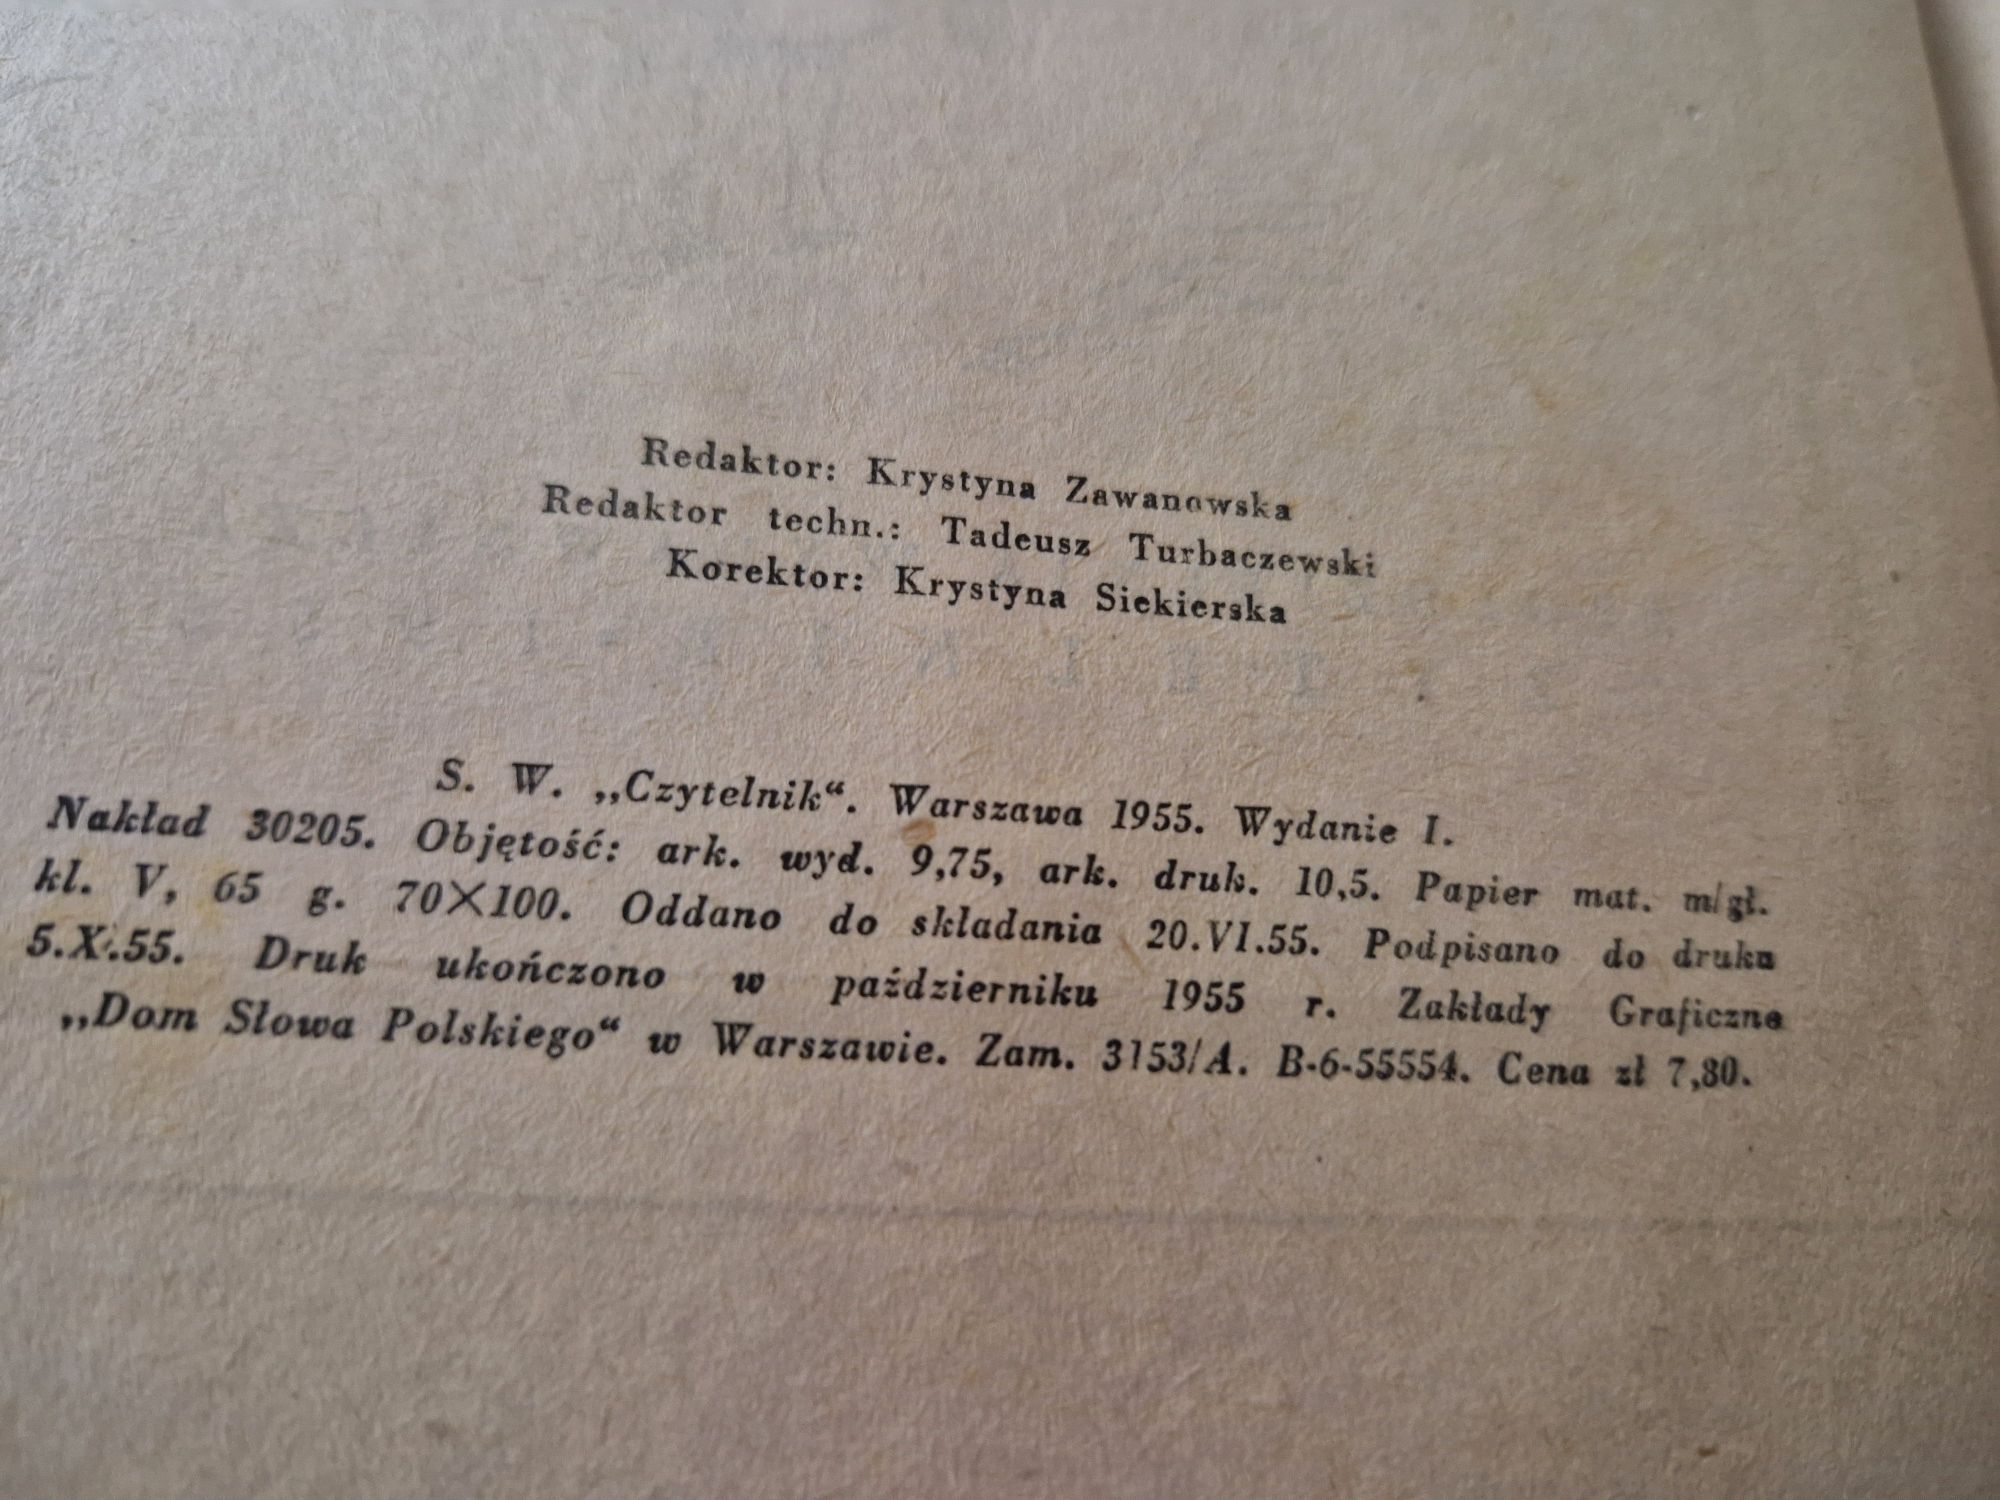 Redaktor: Krystyna Zawanowska
Redaktor techn.: Tadeusz Turbaczewski
Korektor: Krystyna Siekierska
S. W. „Czytelnik“. Warszawa 1955. Wydanie I.
Nakład 30205. Objętość: ark. wyd. 9,75, ark. druk. 10,5. Papier mat. m/gł.
kl. V, 65 g. 70×100. Oddano do składania 20.VI.55. Podpisano do druku
5.X.55. Druk ukończono w październiku 1955 r. Zakłady Graficzne
„Dom Słowa Polskiego“ w Warszawie. Zam. 3153/A. B-6-55554. Cena zł 7,80.